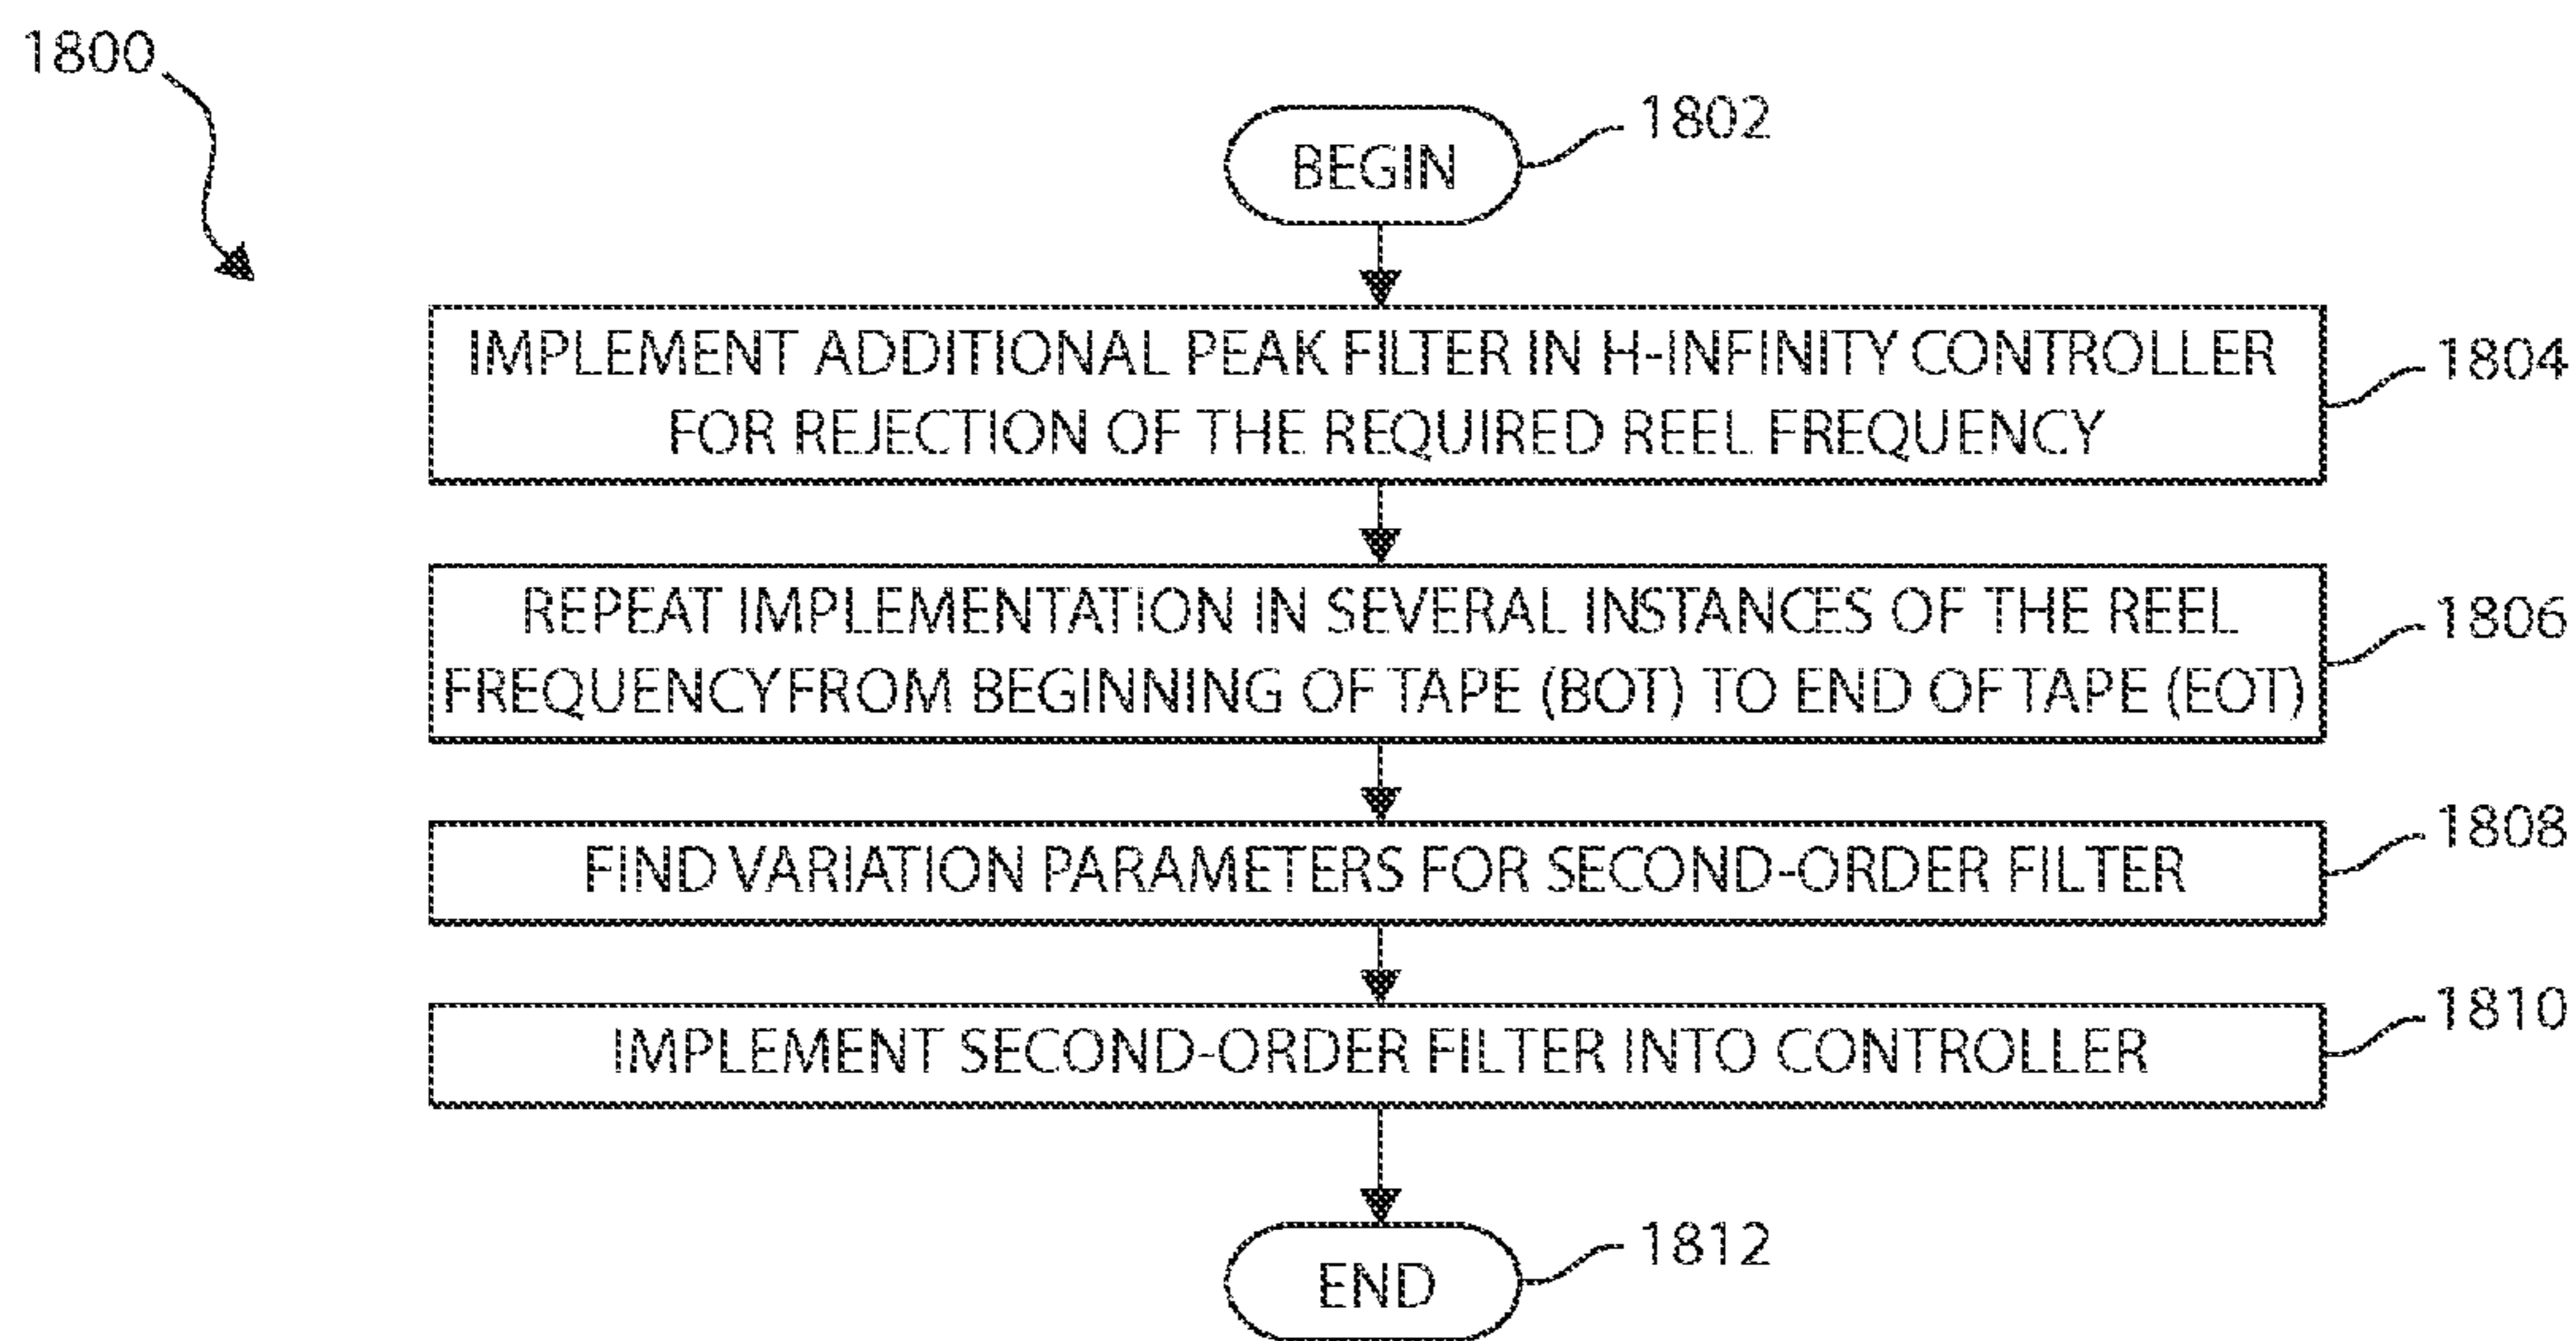 1800
BEGIN
1802
IMPLEMENT ADDITIONAL PEAK FILTER IN H-INFINITY CONTROLLER
FOR REJECTION OF THE REQUIRED REEL FREQUENCY
1804
REPEAT IMPLEMENTATION IN SEVERAL INSTANCES OF THE REEL
FREQUENCY FROM BEGINNING OF TAPE (BOT) TO END OF TAPE (EOT)
1806
FIND VARIATION PARAMETERS FOR SECOND-ORDER FILTER
1808
IMPLEMENT SECOND-ORDER FILTER INTO CONTROLLER
1810
END
1812